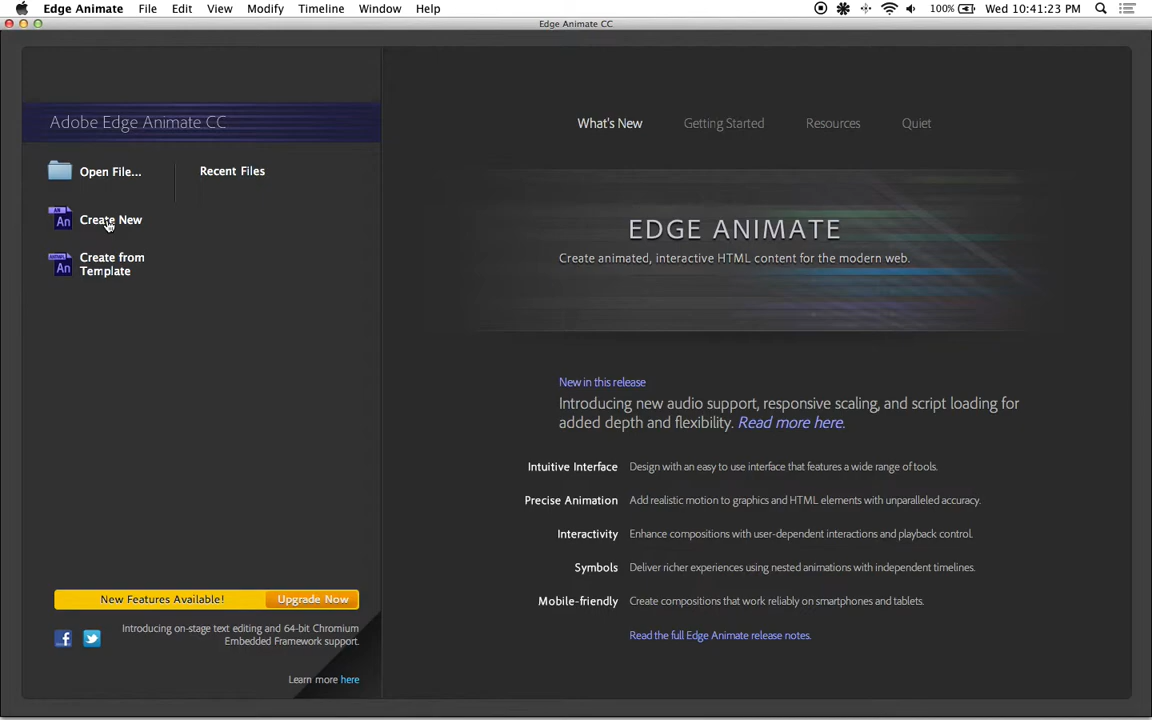 Edge Animate File Edit View Modify Timeline Window Help 100% Wed 10:41:23 PM
Edge Animate CC
Adobe Edge Animate CC
Open File...
Recent Files
An
Create New
An
Create from
Template
What's New Getting Started Resources Quiet
EDGE ANIMATE
Create animated, interactive HTML content for the modern web.
New in this release
Introducing new audio support, responsive scaling, and script loading for
added depth and flexibility. Read more here.
Intuitive Interface Design with an easy to use interface that features a wide range of tools.
Precise Animation Add realistic motion to graphics and HTML elements with unparalleled accuracy.
Interactivity Enhance compositions with user-dependent interactions and playback control.
Symbols Deliver richer experiences using nested animations with independent timelines.
Mobile-friendly Create compositions that work reliably on smartphones and tablets.
Read the full Edge Animate release notes.
New Features Available! Upgrade Now
Introducing on-stage text editing and 64-bit Chromium
Embedded Framework support.
Learn more here